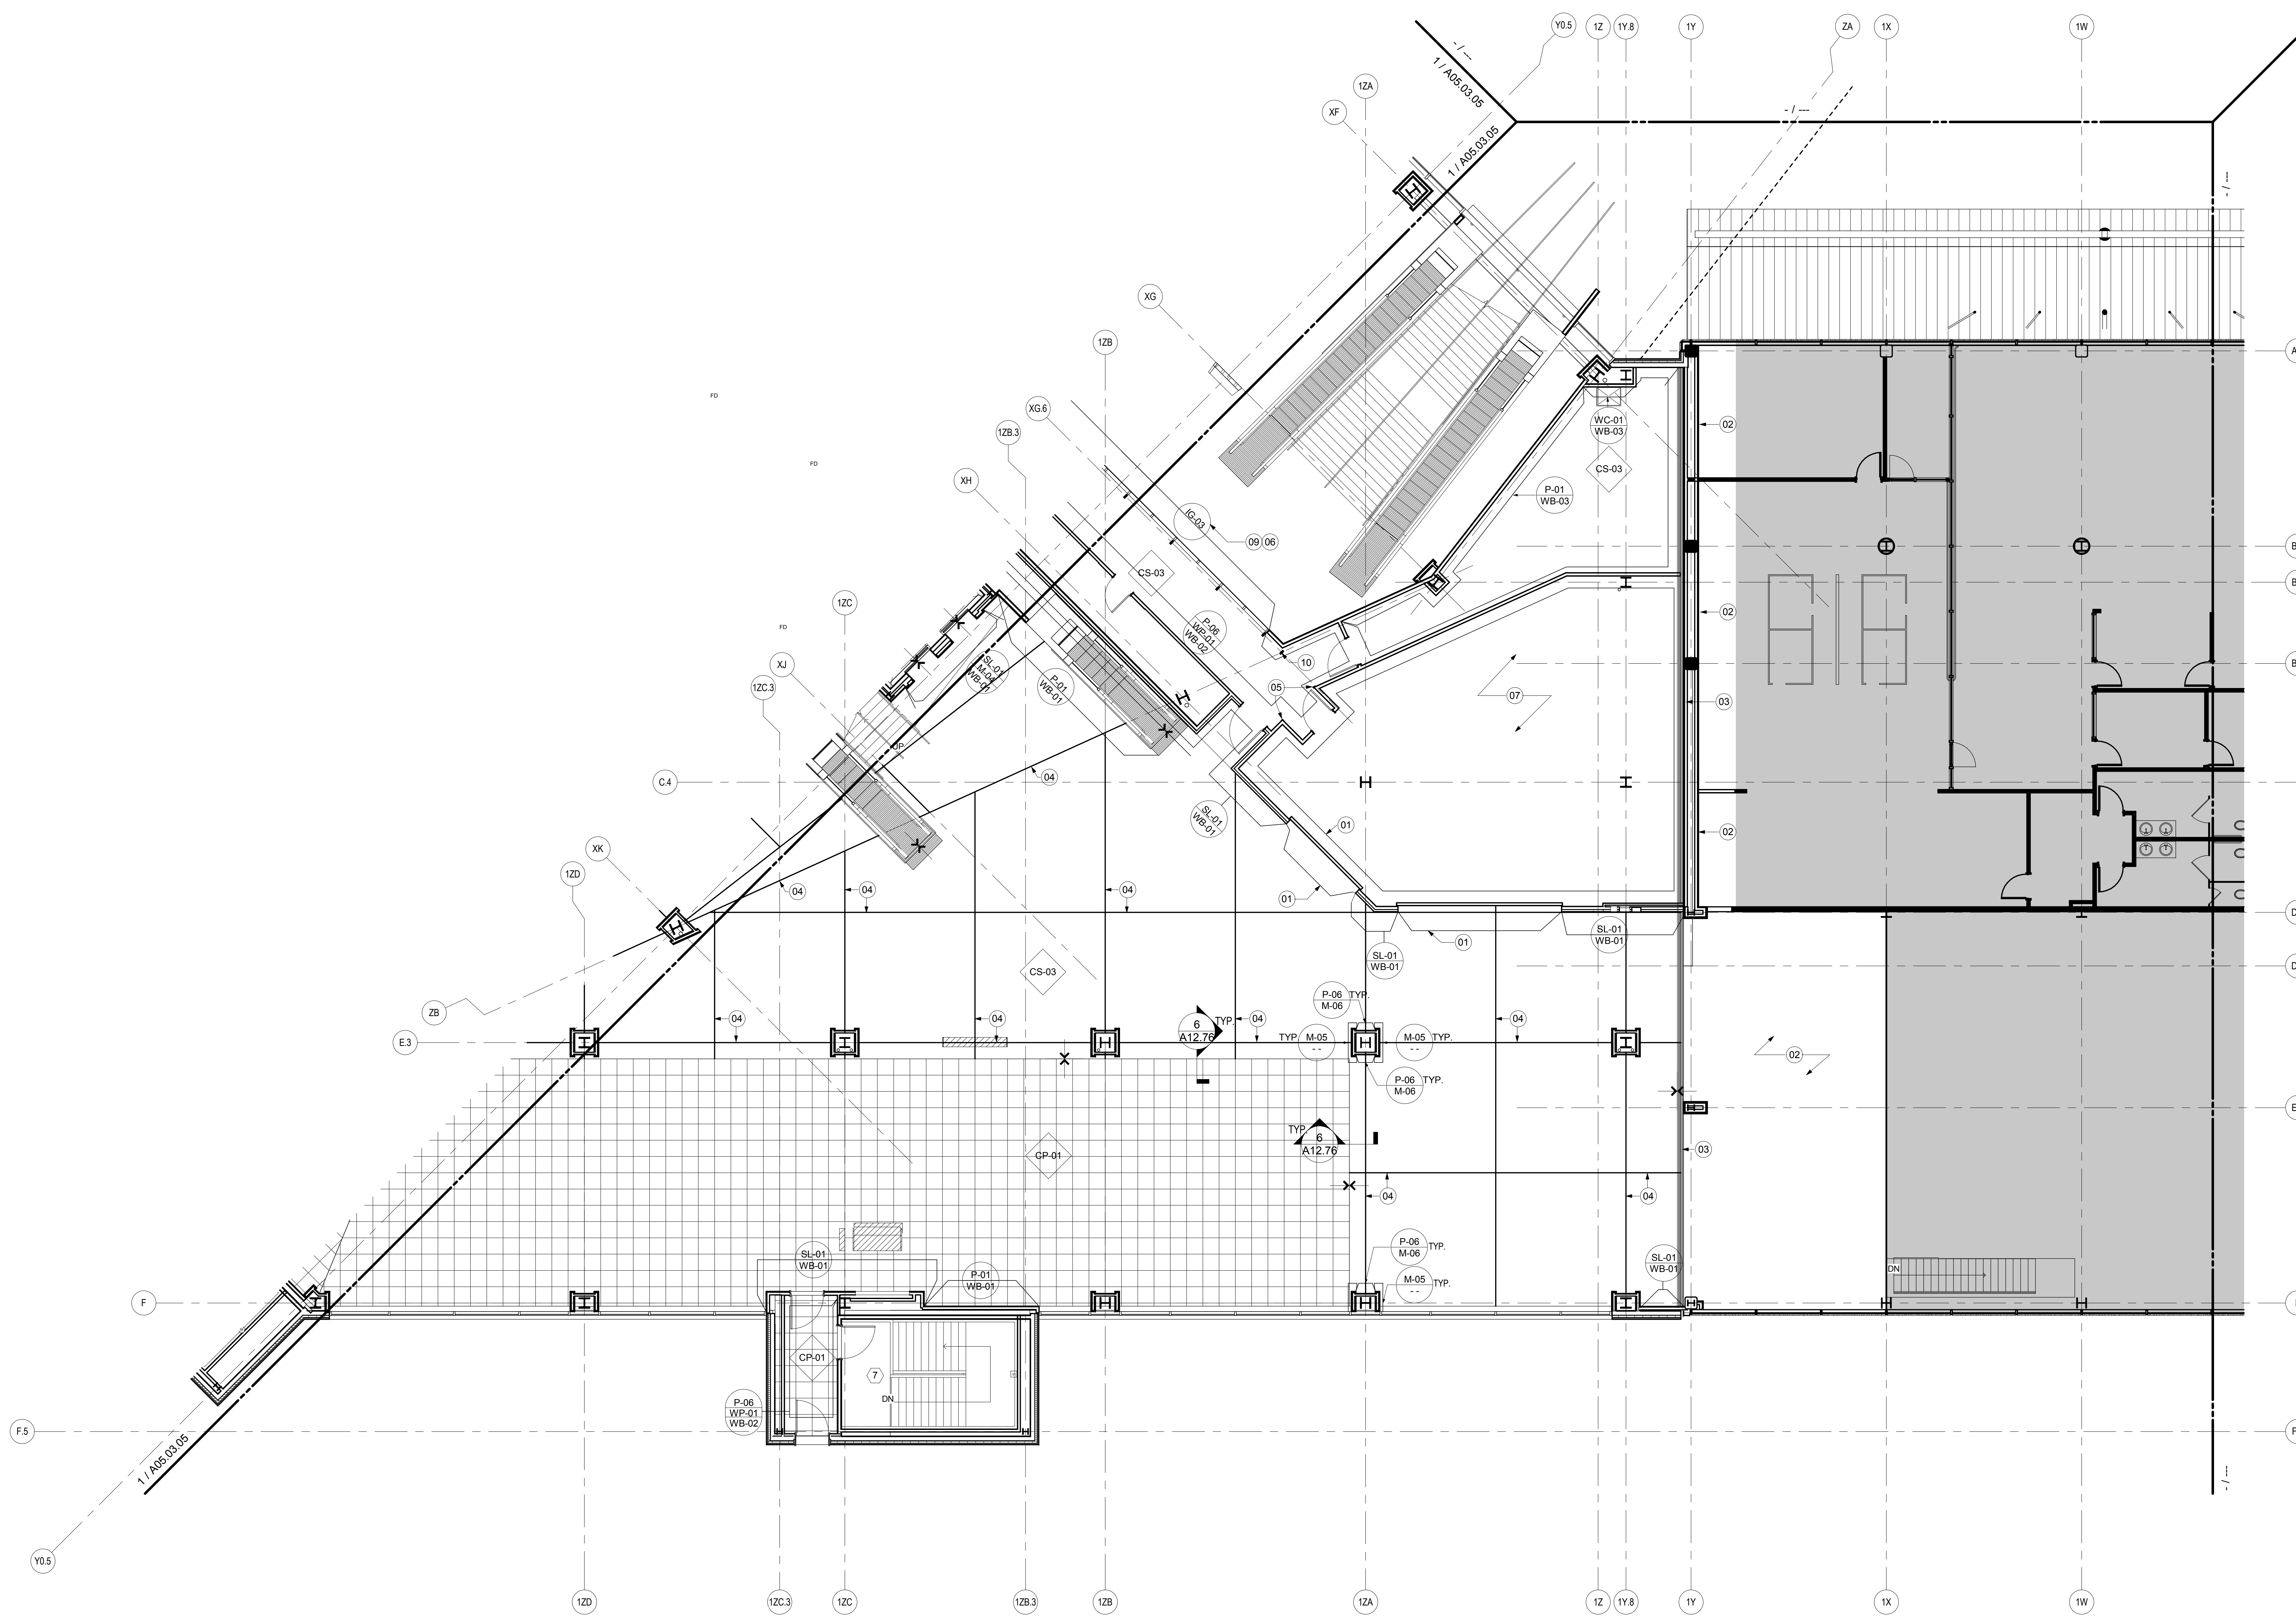 Y0.5
1Z
1Y.8
1Y
ZA
1X
1W
- / ---
1 / A05.03.05
1ZA
XF
- / ---
1 / A05.03.05
- / ---
XG
1ZB
A
FD
XG.6
1ZB.3
WC-01
WB-03
02
FD
CS-03
XH
P-01
WB-03
IG-03
09
06
B
CS-03
B
1ZC
02
FD
P-06
WP-01
WB-02
XJ
SL-01
M-04
WB-01
10
B
1ZC.3
P-01
WB-01
05
07
03
UP
C.4
04
SL-01
WB-01
01
02
XK
1ZD
04
04
04
01
D
SL-01
WB-01
01
SL-01
WB-01
CS-03
D
ZB
P-06
M-06
TYP.
04
04
6
A12.76
TYP.
04
04
E.3
TYP.
M-05
- -
M-05
- -
TYP.
02
P-06
M-06
TYP.
E
TYP.
6
A12.76
03
CP-01
04
04
P-06
M-06
TYP.
SL-01
WB-01
SL-01
WB-01
DN
P-01
WB-01
M-05
- -
TYP.
F
CP-01
7
DN
P-06
WP-01
WB-02
F.5
F
1 / A05.03.05
- / ---
Y0.5
1ZD
1ZC.3
1ZC
1ZB.3
1ZB
1ZA
1Z
1Y.8
1Y
1X
1W